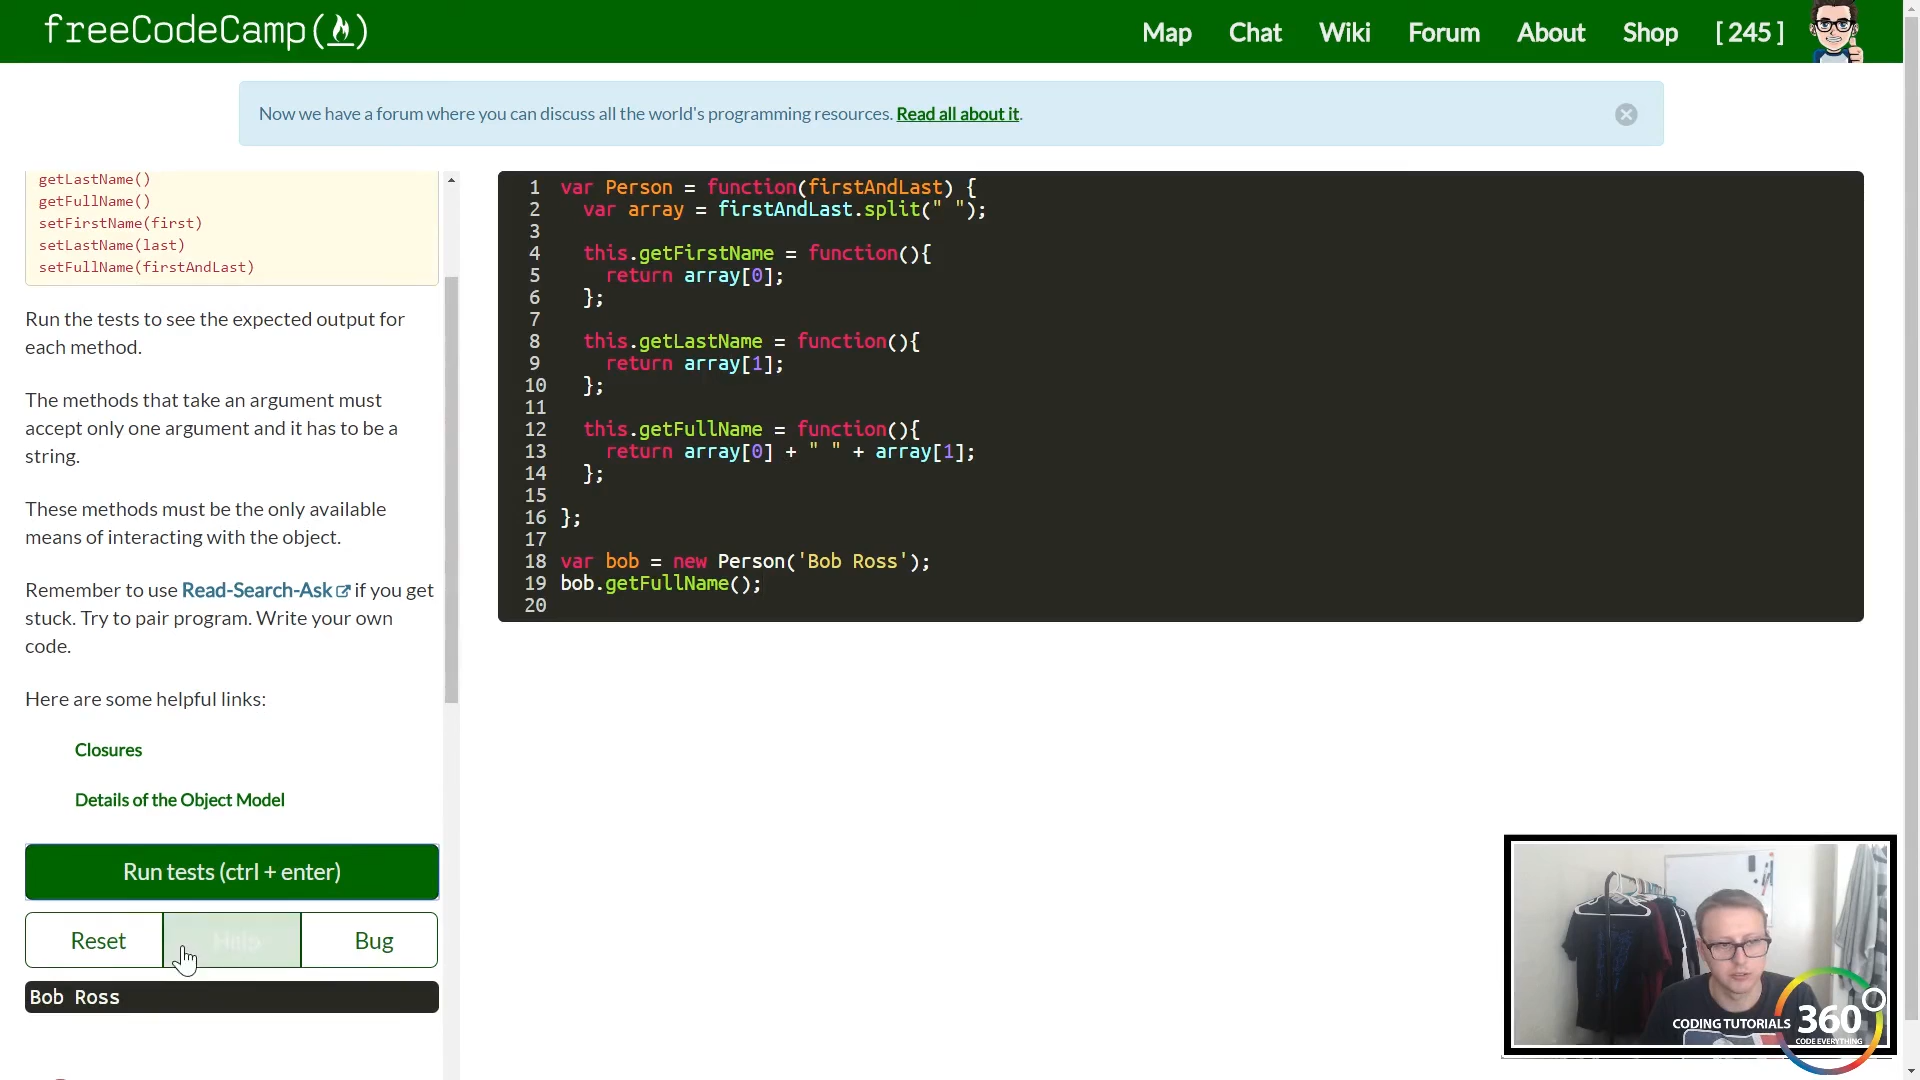 freeCodeCamp(🔥)
Map Chat Wiki Forum About Shop [ 245 ]
Now we have a forum where you can discuss all the world's programming resources. Read all about it.
getLastName()
getFullName()
setFirstName(first)
setLastName(last)
setFullName(firstAndLast)
Run the tests to see the expected output for
each method.
The methods that take an argument must
accept only one argument and it has to be a
string.
These methods must be the only available
means of interacting with the object.
Remember to use Read-Search-Ask if you get
stuck. Try to pair program. Write your own
code.
Here are some helpful links:
Closures
Details of the Object Model
Run tests (ctrl + enter)
Reset Help Bug
Bob Ross
1 var Person = function(firstAndLast) {
2 var array = firstAndLast.split(" ");
3
4 this.getFirstName = function(){
5 return array[0];
6 };
7
8 this.getLastName = function(){
9 return array[1];
10 };
11
12 this.getFullName = function(){
13 return array[0] + " " + array[1];
14 };
15
16 };
17
18 var bob = new Person('Bob Ross');
19 bob.getFullName();
20
CODING TUTORIALS 360
CODE EVERYTHING